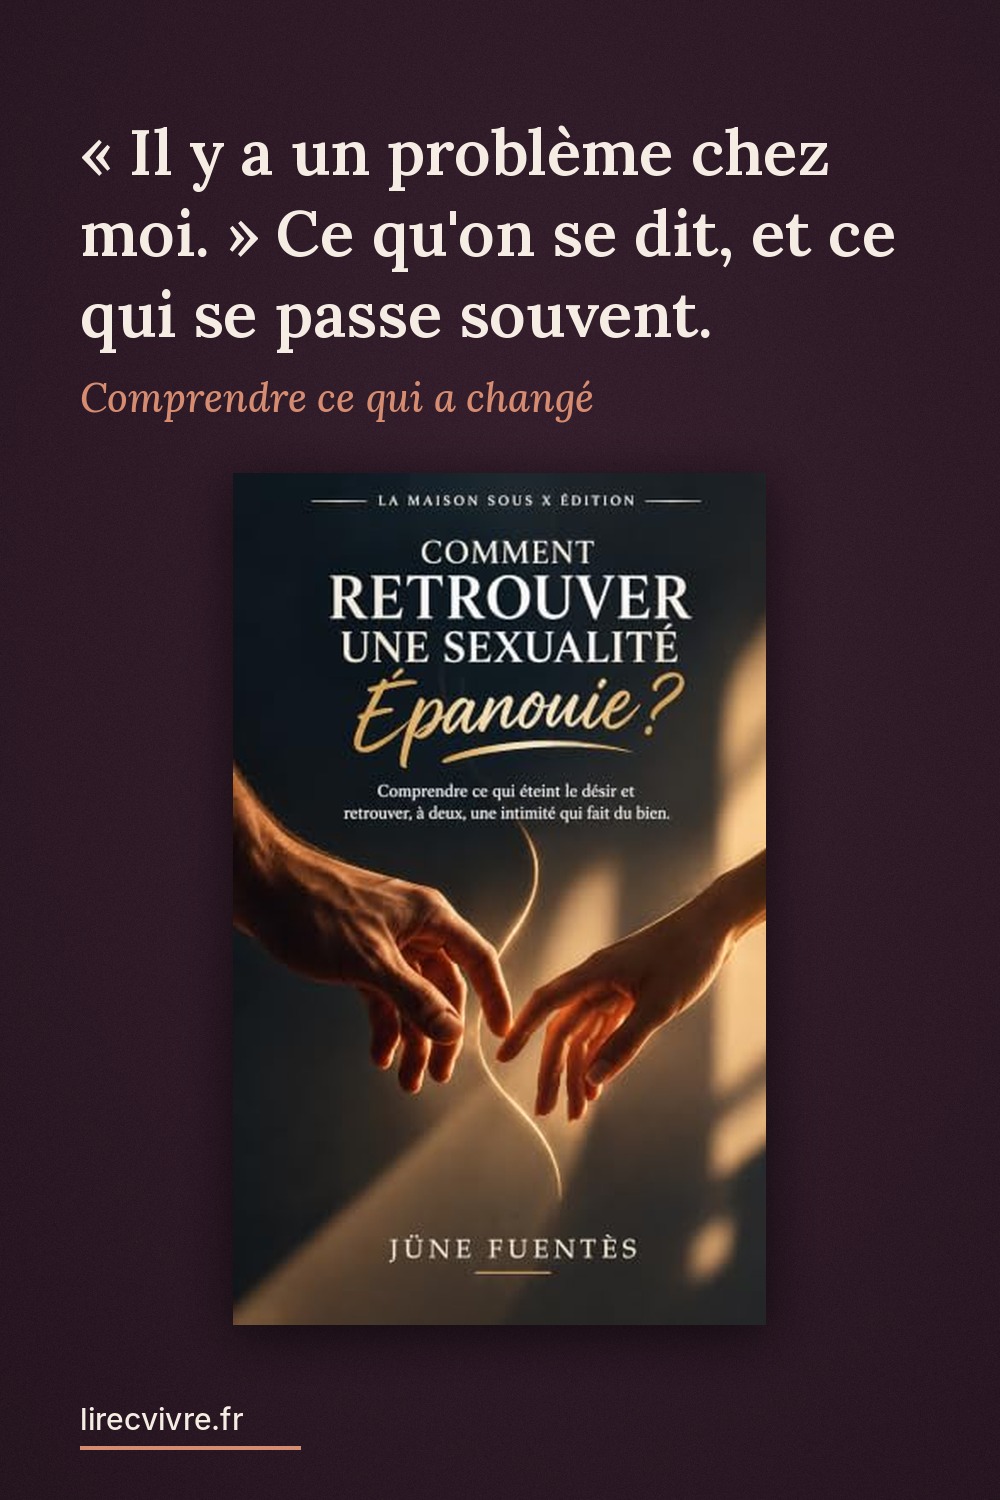 « Il y a un problème chez
moi. » Ce qu'on se dit, et ce
qui se passe souvent.
Comprendre ce qui a changé
LA MAISON SOUS X ÉDITION
COMMENT
RETROUVER
UNE SEXUALITÉ
Épanouie ?
Comprendre ce qui éteint le désir et
retrouver, à deux, une intimité qui fait du bien.
JÜNE FUENTÈS
lirecvivre.fr